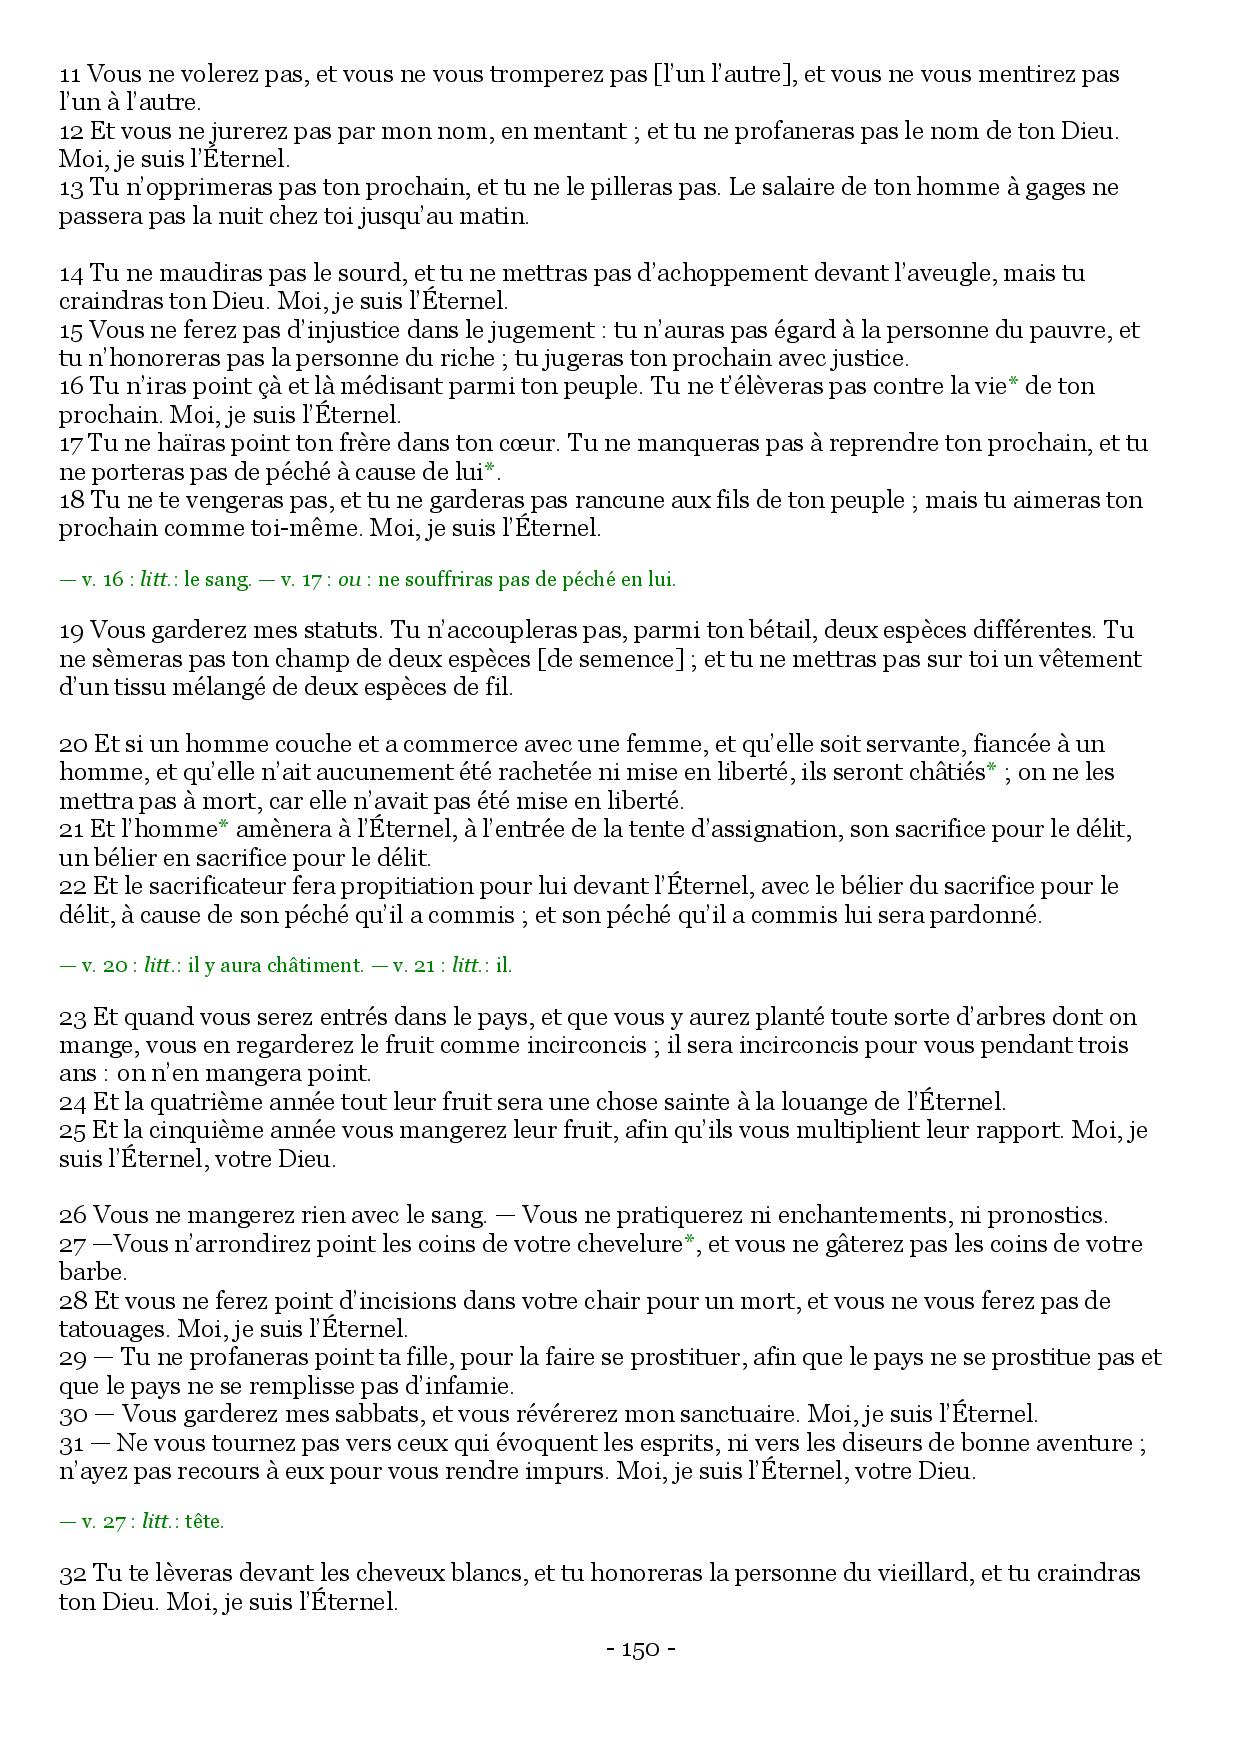 11 Vous ne volerez pas, et vous ne vous tromperez pas [l’un l’autre], et vous ne vous mentirez pas
l’un à l’autre.
12 Et vous ne jurerez pas par mon nom, en mentant ; et tu ne profaneras pas le nom de ton Dieu.
Moi, je suis l’Éternel.
13 Tu n’opprimeras pas ton prochain, et tu ne le pilleras pas. Le salaire de ton homme à gages ne
passera pas la nuit chez toi jusqu’au matin.
14 Tu ne maudiras pas le sourd, et tu ne mettras pas d’achoppement devant l’aveugle, mais tu
craindras ton Dieu. Moi, je suis l’Éternel.
15 Vous ne ferez pas d’injustice dans le jugement : tu n’auras pas égard à la personne du pauvre, et
tu n’honoreras pas la personne du riche ; tu jugeras ton prochain avec justice.
16 Tu n’iras point çà et là médisant parmi ton peuple. Tu ne t’élèveras pas contre la vie* de ton
prochain. Moi, je suis l’Éternel.
17 Tu ne haïras point ton frère dans ton cœur. Tu ne manqueras pas à reprendre ton prochain, et tu
ne porteras pas de péché à cause de lui*.
18 Tu ne te vengeras pas, et tu ne garderas pas rancune aux fils de ton peuple ; mais tu aimeras ton
prochain comme toi-même. Moi, je suis l’Éternel.
— v. 16 : litt.: le sang. — v. 17 : ou : ne souffriras pas de péché en lui.
19 Vous garderez mes statuts. Tu n’accoupleras pas, parmi ton bétail, deux espèces différentes. Tu
ne sèmeras pas ton champ de deux espèces [de semence] ; et tu ne mettras pas sur toi un vêtement
d’un tissu mélangé de deux espèces de fil.
20 Et si un homme couche et a commerce avec une femme, et qu’elle soit servante, fiancée à un
homme, et qu’elle n’ait aucunement été rachetée ni mise en liberté, ils seront châtiés* ; on ne les
mettra pas à mort, car elle n’avait pas été mise en liberté.
21 Et l’homme* amènera à l’Éternel, à l’entrée de la tente d’assignation, son sacrifice pour le délit,
un bélier en sacrifice pour le délit.
22 Et le sacrificateur fera propitiation pour lui devant l’Éternel, avec le bélier du sacrifice pour le
délit, à cause de son péché qu’il a commis ; et son péché qu’il a commis lui sera pardonné.
— v. 20 : litt.: il y aura châtiment. — v. 21 : litt.: il.
23 Et quand vous serez entrés dans le pays, et que vous y aurez planté toute sorte d’arbres dont on
mange, vous en regarderez le fruit comme incirconcis ; il sera incirconcis pour vous pendant trois
ans : on n’en mangera point.
24 Et la quatrième année tout leur fruit sera une chose sainte à la louange de l’Éternel.
25 Et la cinquième année vous mangerez leur fruit, afin qu’ils vous multiplient leur rapport. Moi, je
suis l’Éternel, votre Dieu.
26 Vous ne mangerez rien avec le sang. — Vous ne pratiquerez ni enchantements, ni pronostics.
27 —Vous n’arrondirez point les coins de votre chevelure*, et vous ne gâterez pas les coins de votre
barbe.
28 Et vous ne ferez point d’incisions dans votre chair pour un mort, et vous ne vous ferez pas de
tatouages. Moi, je suis l’Éternel.
29 — Tu ne profaneras point ta fille, pour la faire se prostituer, afin que le pays ne se prostitue pas et
que le pays ne se remplisse pas d’infamie.
30 — Vous garderez mes sabbats, et vous révérerez mon sanctuaire. Moi, je suis l’Éternel.
31 — Ne vous tournez pas vers ceux qui évoquent les esprits, ni vers les diseurs de bonne aventure ;
n’ayez pas recours à eux pour vous rendre impurs. Moi, je suis l’Éternel, votre Dieu.
— v. 27 : litt.: tête.
32 Tu te lèveras devant les cheveux blancs, et tu honoreras la personne du vieillard, et tu craindras
ton Dieu. Moi, je suis l’Éternel.
- 150 -